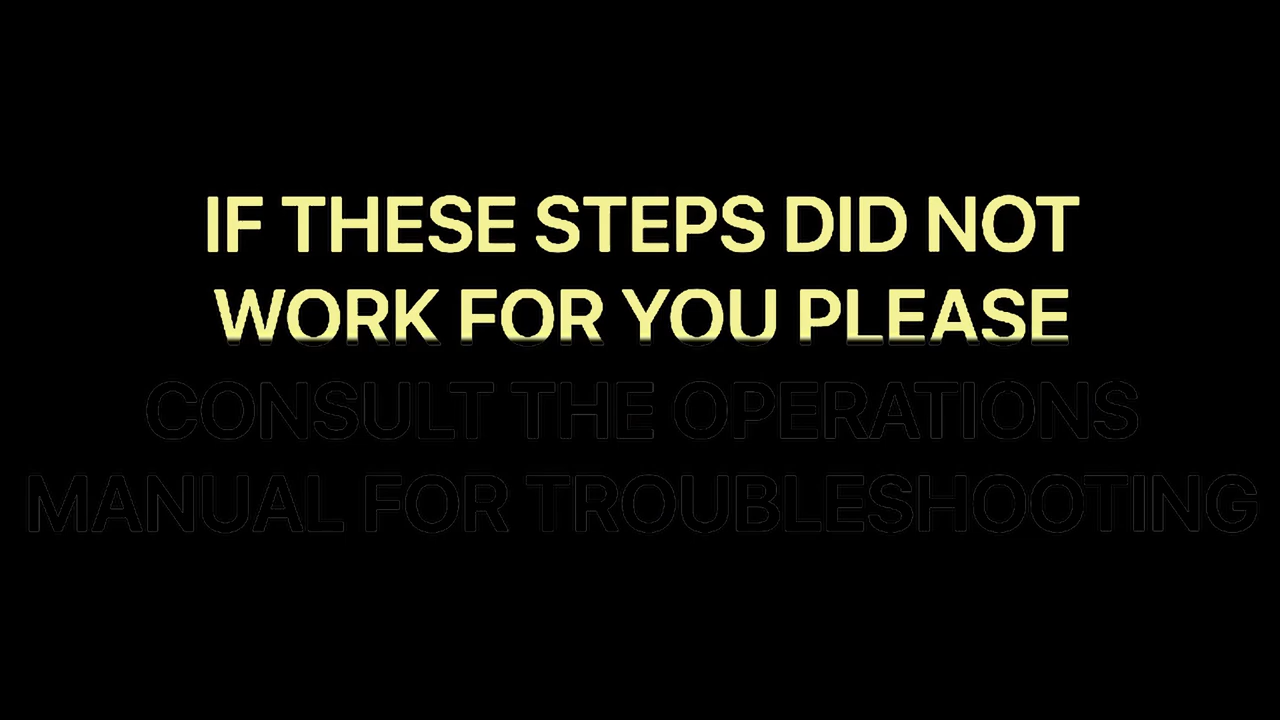 IF THESE STEPS DID NOT
WORK FOR YOU PLEASE
CONSULT THE OPERATIONS
MANUAL FOR TROUBLESHOOTING